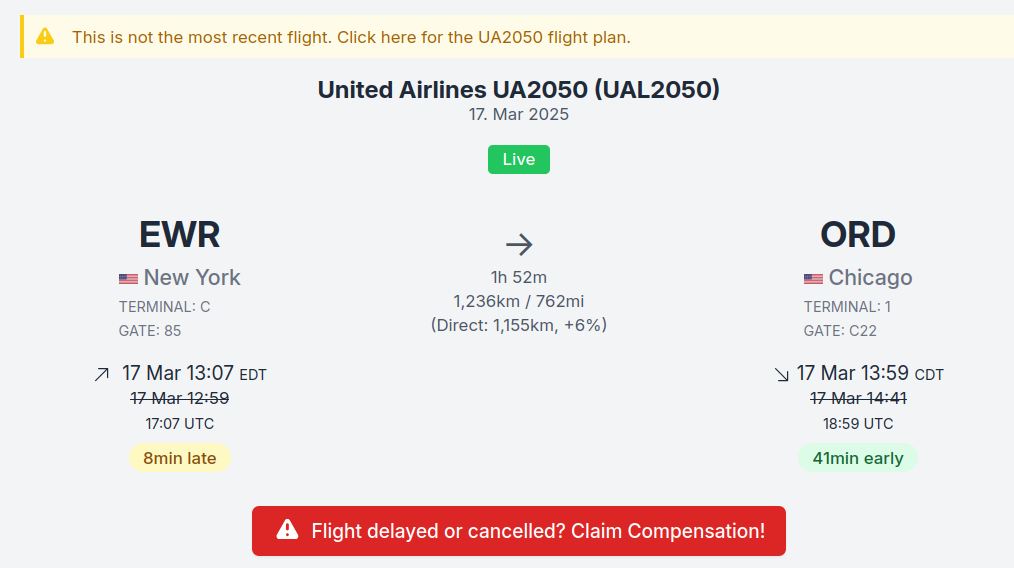 This is not the most recent flight. Click here for the UA2050 flight plan.
United Airlines UA2050 (UAL2050)
17. Mar 2025
Live
EWR
New York
TERMINAL: C
GATE: 85
17 Mar 13:07 EDT
17 Mar 12:59
17:07 UTC
8min late
→
1h 52m
1,236km / 762mi
(Direct: 1,155km, +6%)
ORD
Chicago
TERMINAL: 1
GATE: C22
17 Mar 13:59 CDT
17 Mar 14:41
18:59 UTC
41min early
Flight delayed or cancelled? Claim Compensation!